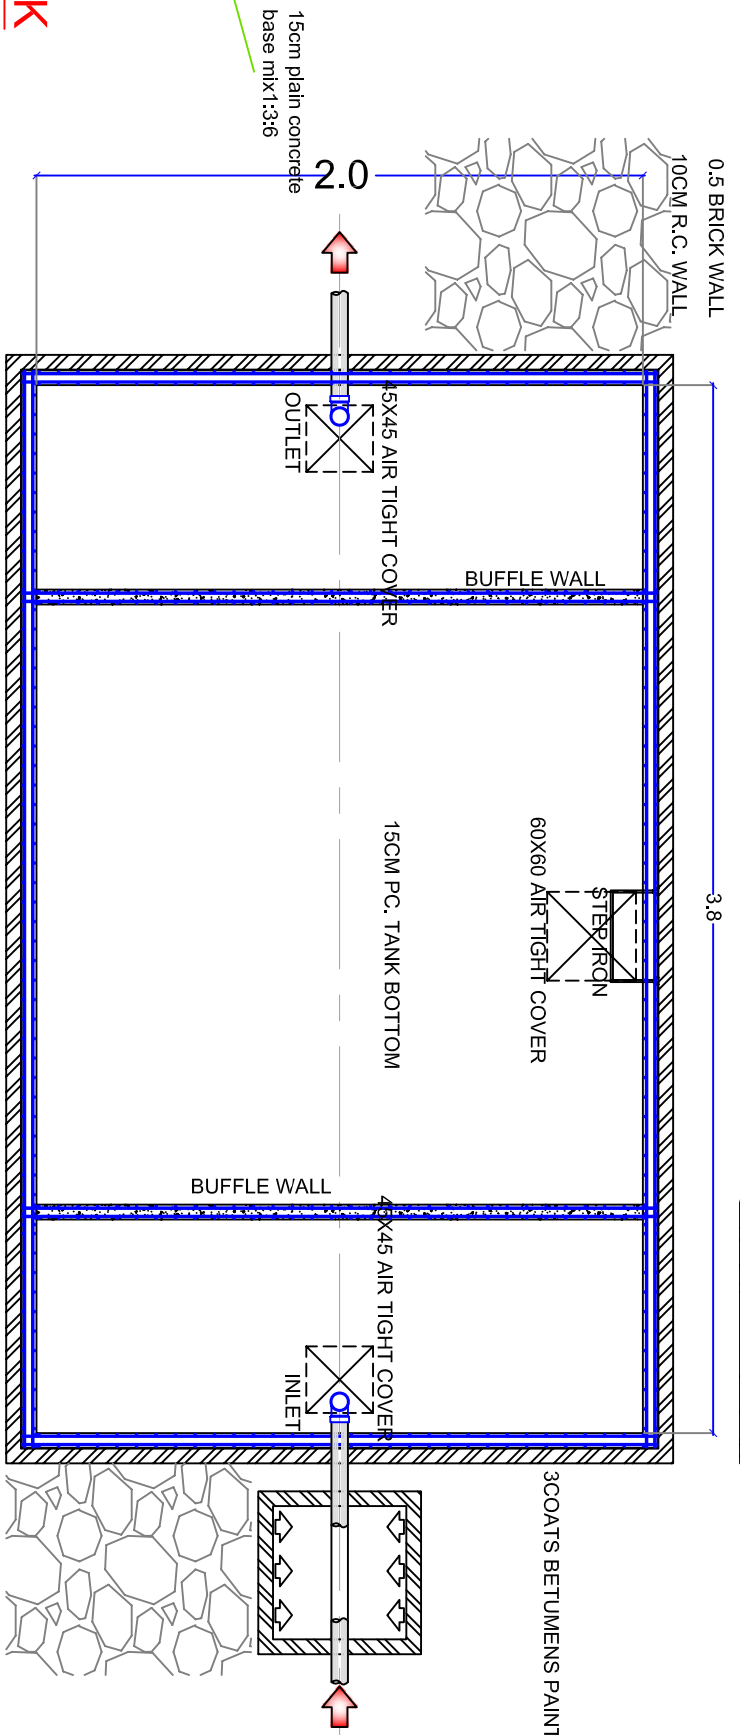 K
15cm plain concrete
base mix1:3:6
2.0
0.5 BRICK WALL
10CM R.C. WALL
45X45 AIR TIGHT COVER
OUTLET
BUFFLE WALL
3.8
60X60 AIR TIGHT COVER
STEP IRON
15CM PC. TANK BOTTOM
BUFFLE WALL
45X45 AIR TIGHT COVER
INLET
3COATS BETUMENS PAINT